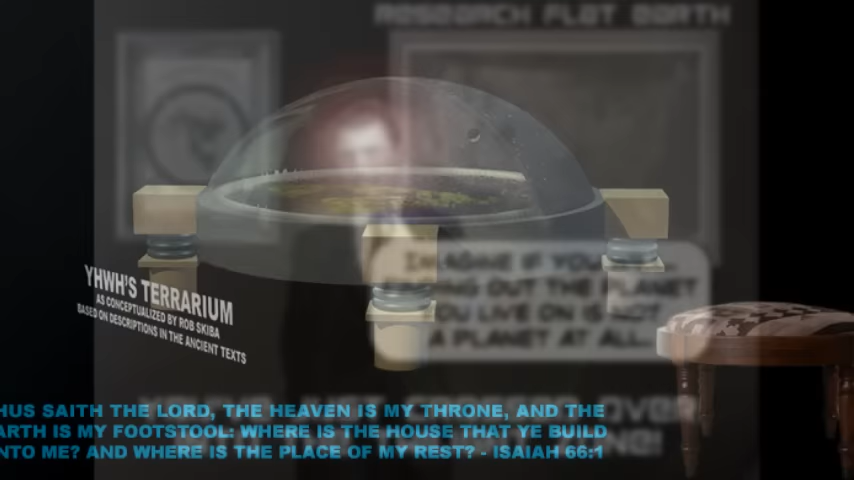 RESEARCH FLAT EARTH
IMAGINE IF YOU
FINDING OUT THE PLANET
YOU LIVE ON IS NOT
A PLANET AT ALL...
YHWH'S TERRARIUM
AS CONCEPTUALIZED BY ROB SKIBA
BASED ON DESCRIPTIONS IN THE ANCIENT TEXTS
OVER
HUS SAITH THE LORD, THE HEAVEN IS MY THRONE, AND THE
ARTH IS MY FOOTSTOOL: WHERE IS THE HOUSE THAT YE BUILD
NTO ME? AND WHERE IS THE PLACE OF MY REST? - ISAIAH 66:1